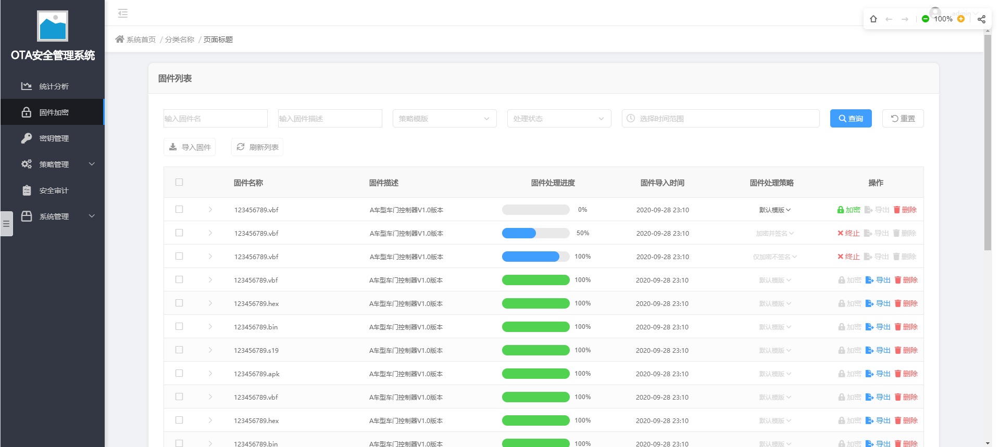 admin
100%
系统首页 / 分类名称 / 页面标题
OTA安全管理系统
统计分析
固件加密
密钥管理
策略管理
安全审计
系统管理
固件列表
输入固件名 输入固件描述 策略模版 处理状态 选择时间范围 查询 重置
导入固件 刷新列表
固件名称 固件描述 固件处理进度 固件导入时间 固件处理策略 操作
123456789.vbf A车型车门控制器V1.0版本 0% 2020-09-28 23:10 默认模版 加密 导出 删除
123456789.vbf A车型车门控制器V1.0版本 50% 2020-09-28 23:10 加密并签名 终止 导出 删除
123456789.vbf A车型车门控制器V1.0版本 100% 2020-09-28 23:10 仅加密不签名 终止 导出 删除
123456789.vbf A车型车门控制器V1.0版本 100% 2020-09-28 23:10 默认模版 加密 导出 删除
123456789.hex A车型车门控制器V1.0版本 100% 2020-09-28 23:10 默认模版 加密 导出 删除
123456789.bin A车型车门控制器V1.0版本 100% 2020-09-28 23:10 默认模版 加密 导出 删除
123456789.s19 A车型车门控制器V1.0版本 100% 2020-09-28 23:10 默认模版 加密 导出 删除
123456789.apk A车型车门控制器V1.0版本 100% 2020-09-28 23:10 默认模版 加密 导出 删除
123456789.vbf A车型车门控制器V1.0版本 100% 2020-09-28 23:10 默认模版 加密 导出 删除
123456789.hex A车型车门控制器V1.0版本 100% 2020-09-28 23:10 默认模版 加密 导出 删除
123456789.bin A车型车门控制器V1.0版本 100% 2020-09-28 23:10 默认模版 加密 导出 删除